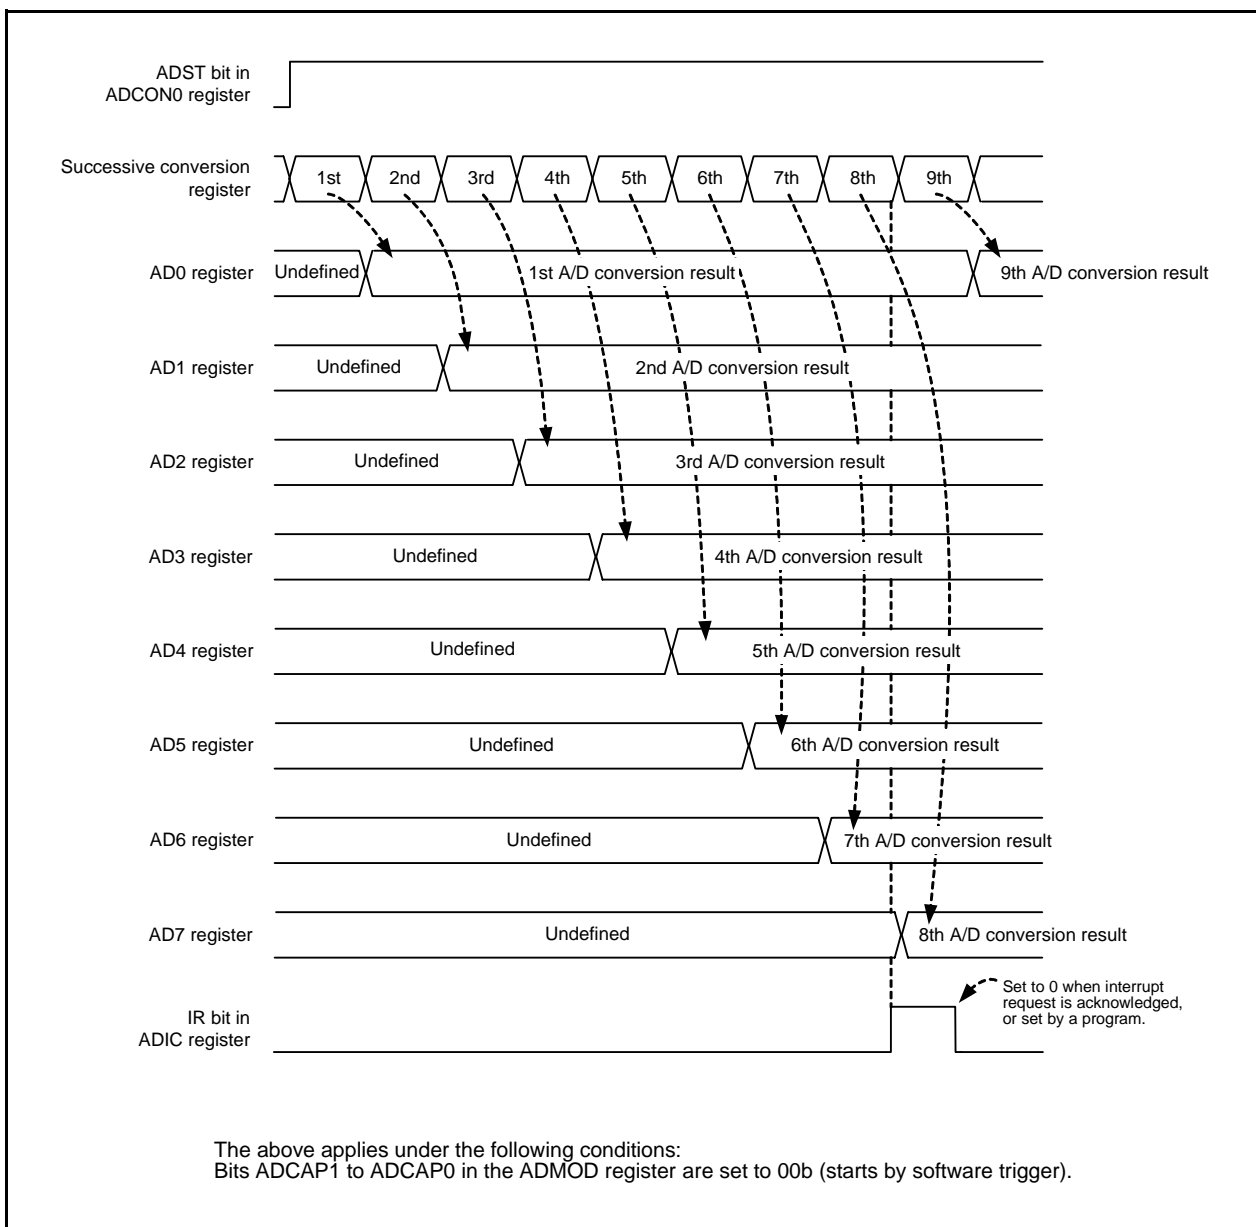 ADST bit in
ADCON0 register
Successive conversion
register
1st 2nd 3rd 4th 5th 6th 7th 8th 9th
AD0 register Undefined 1st A/D conversion result 9th A/D conversion result
AD1 register Undefined 2nd A/D conversion result
AD2 register Undefined 3rd A/D conversion result
AD3 register Undefined 4th A/D conversion result
AD4 register Undefined 5th A/D conversion result
AD5 register Undefined 6th A/D conversion result
AD6 register Undefined 7th A/D conversion result
AD7 register Undefined 8th A/D conversion result
IR bit in
ADIC register
Set to 0 when interrupt
request is acknowledged,
or set by a program.
The above applies under the following conditions:
Bits ADCAP1 to ADCAP0 in the ADMOD register are set to 00b (starts by software trigger).